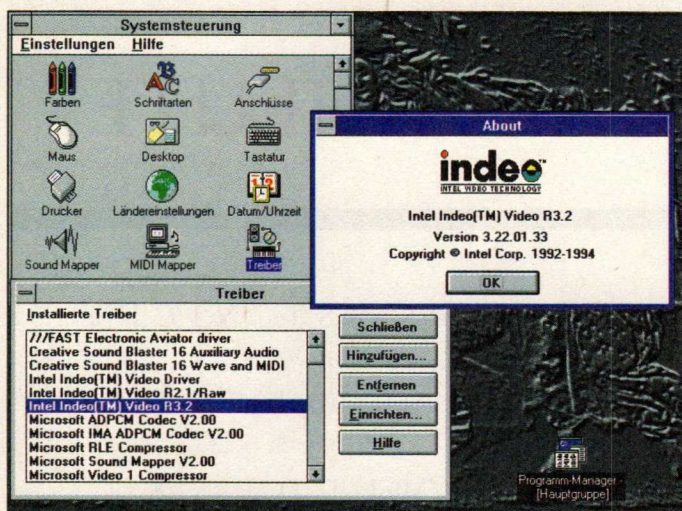 Systemsteuerung
Einstellungen Hilfe
Farben
Schriftarten
Anschlüsse
Maus
Desktop
Tastatur
Drucker
Ländereinstellungen
Datum/Uhrzeit
Sound Mapper
MIDI Mapper
Treiber
About
indeo™
INTEL VIDEO TECHNOLOGY
Intel Indeo(TM) Video R3.2
Version 3.22.01.33
Copyright © Intel Corp. 1992-1994
OK
Treiber
Installierte Treiber
///FAST Electronic Aviator driver
Creative Sound Blaster 16 Auxiliary Audio
Creative Sound Blaster 16 Wave and MIDI
Intel Indeo(TM) Video Driver
Intel Indeo(TM) Video R2.1/Raw
Intel Indeo(TM) Video R3.2
Microsoft ADPCM Codec V2.00
Microsoft IMA ADPCM Codec V2.00
Microsoft RLE Compressor
Microsoft Sound Mapper V2.00
Microsoft Video 1 Compressor
Schließen
Hinzufügen...
Entfernen
Einrichten...
Hilfe
Programm-Manager -
[Hauptgruppe]